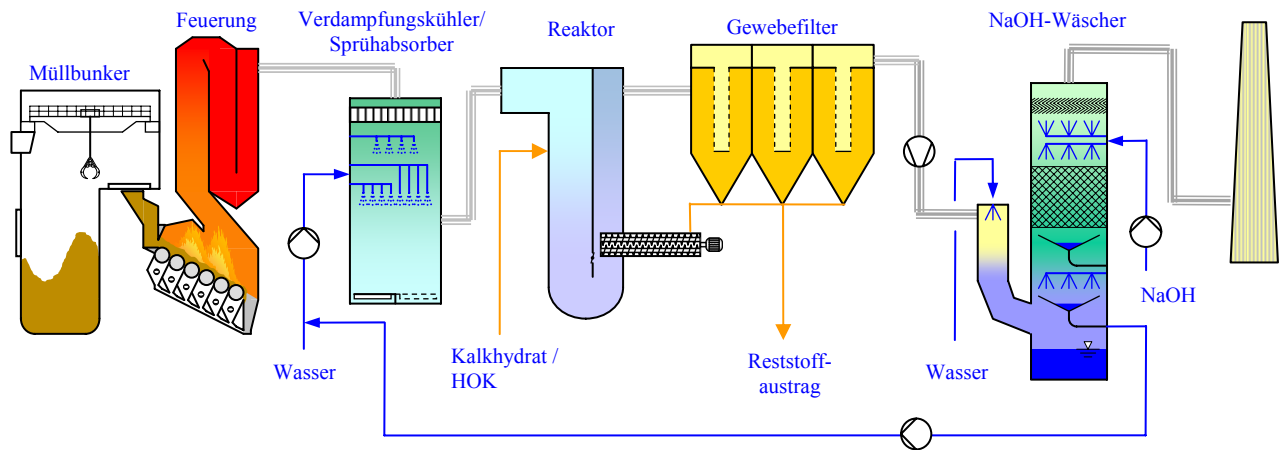 Müllbunker
Feuerung
Verdampfungskühler/
Sprühabsorber
Reaktor
Gewebefilter
NaOH-Wäscher
Wasser
Kalkhydrat /
HOK
Reststoff-
austrag
Wasser
NaOH